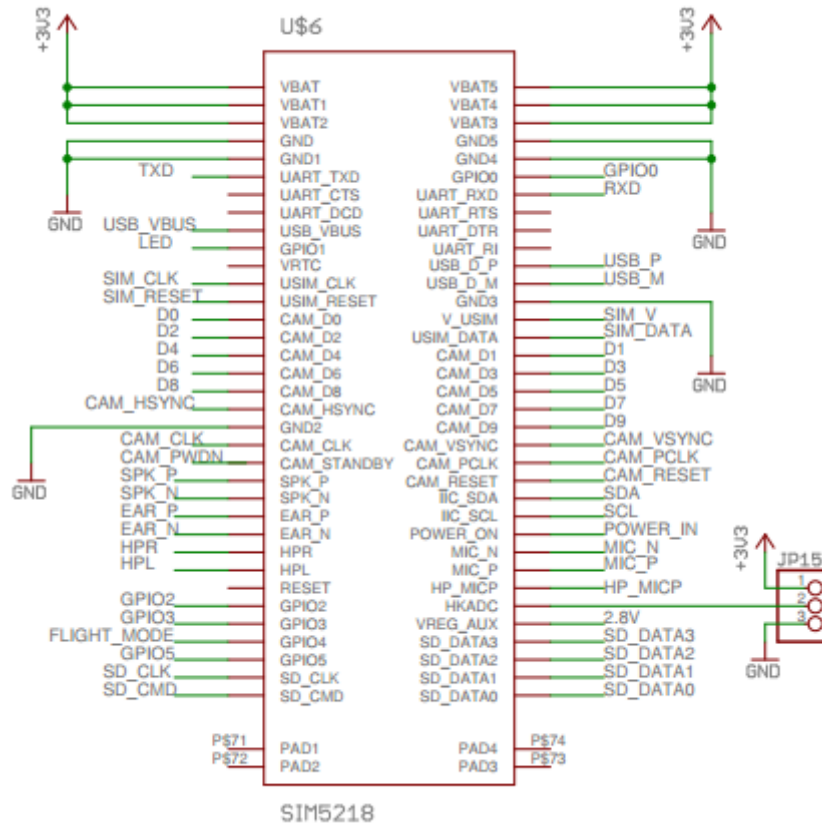 +3V3 U$6 +3V3
VBAT VBAT5
VBAT1 VBAT4
VBAT2 VBAT3
GND GND5
GND1 GND4
TXD UART_TXD GPIO0 GPIO0
UART_CTS UART_RXD RXD
UART_DCD UART_RTS
GND USB_VBUS USB_VBUS UART_DTR GND
LED GPIO1 UART_RI
VRTC USB_D_P USB_P
SIM_CLK USIM_CLK USB_D_M USB_M
SIM_RESET USIM_RESET GND3
D0 CAM_D0 V_USIM SIM_V
D2 CAM_D2 USIM_DATA SIM_DATA
D4 CAM_D4 CAM_D1 D1
D6 CAM_D6 CAM_D3 D3
D8 CAM_D8 CAM_D5 D5 GND
CAM_HSYNC CAM_HSYNC CAM_D7 D7
GND2 CAM_D9 D9
CAM_CLK CAM_CLK CAM_VSYNC CAM_VSYNC
CAM_PWDN CAM_STANDBY CAM_PCLK CAM_PCLK
GND SPK_P SPK_P CAM_RESET CAM_RESET
SPK_N SPK_N IIC_SDA SDA
EAR_P EAR_P IIC_SCL SCL
EAR_N EAR_N POWER_ON POWER_IN
HPR HPR MIC_N MIC_N +3V3
HPL HPL MIC_P MIC_P JP15
RESET HP_MICP HP_MICP 1
GPIO2 GPIO2 HKADC 2
GPIO3 GPIO3 VREG_AUX 2.8V 3
FLIGHT_MODE GPIO4 SD_DATA3 SD_DATA3
GPIO5 GPIO5 SD_DATA2 SD_DATA2
SD_CLK SD_CLK SD_DATA1 SD_DATA1 GND
SD_CMD SD_CMD SD_DATA0 SD_DATA0
P$71 PAD1 PAD4 P$74
P$72 PAD2 PAD3 P$73
SIM5218